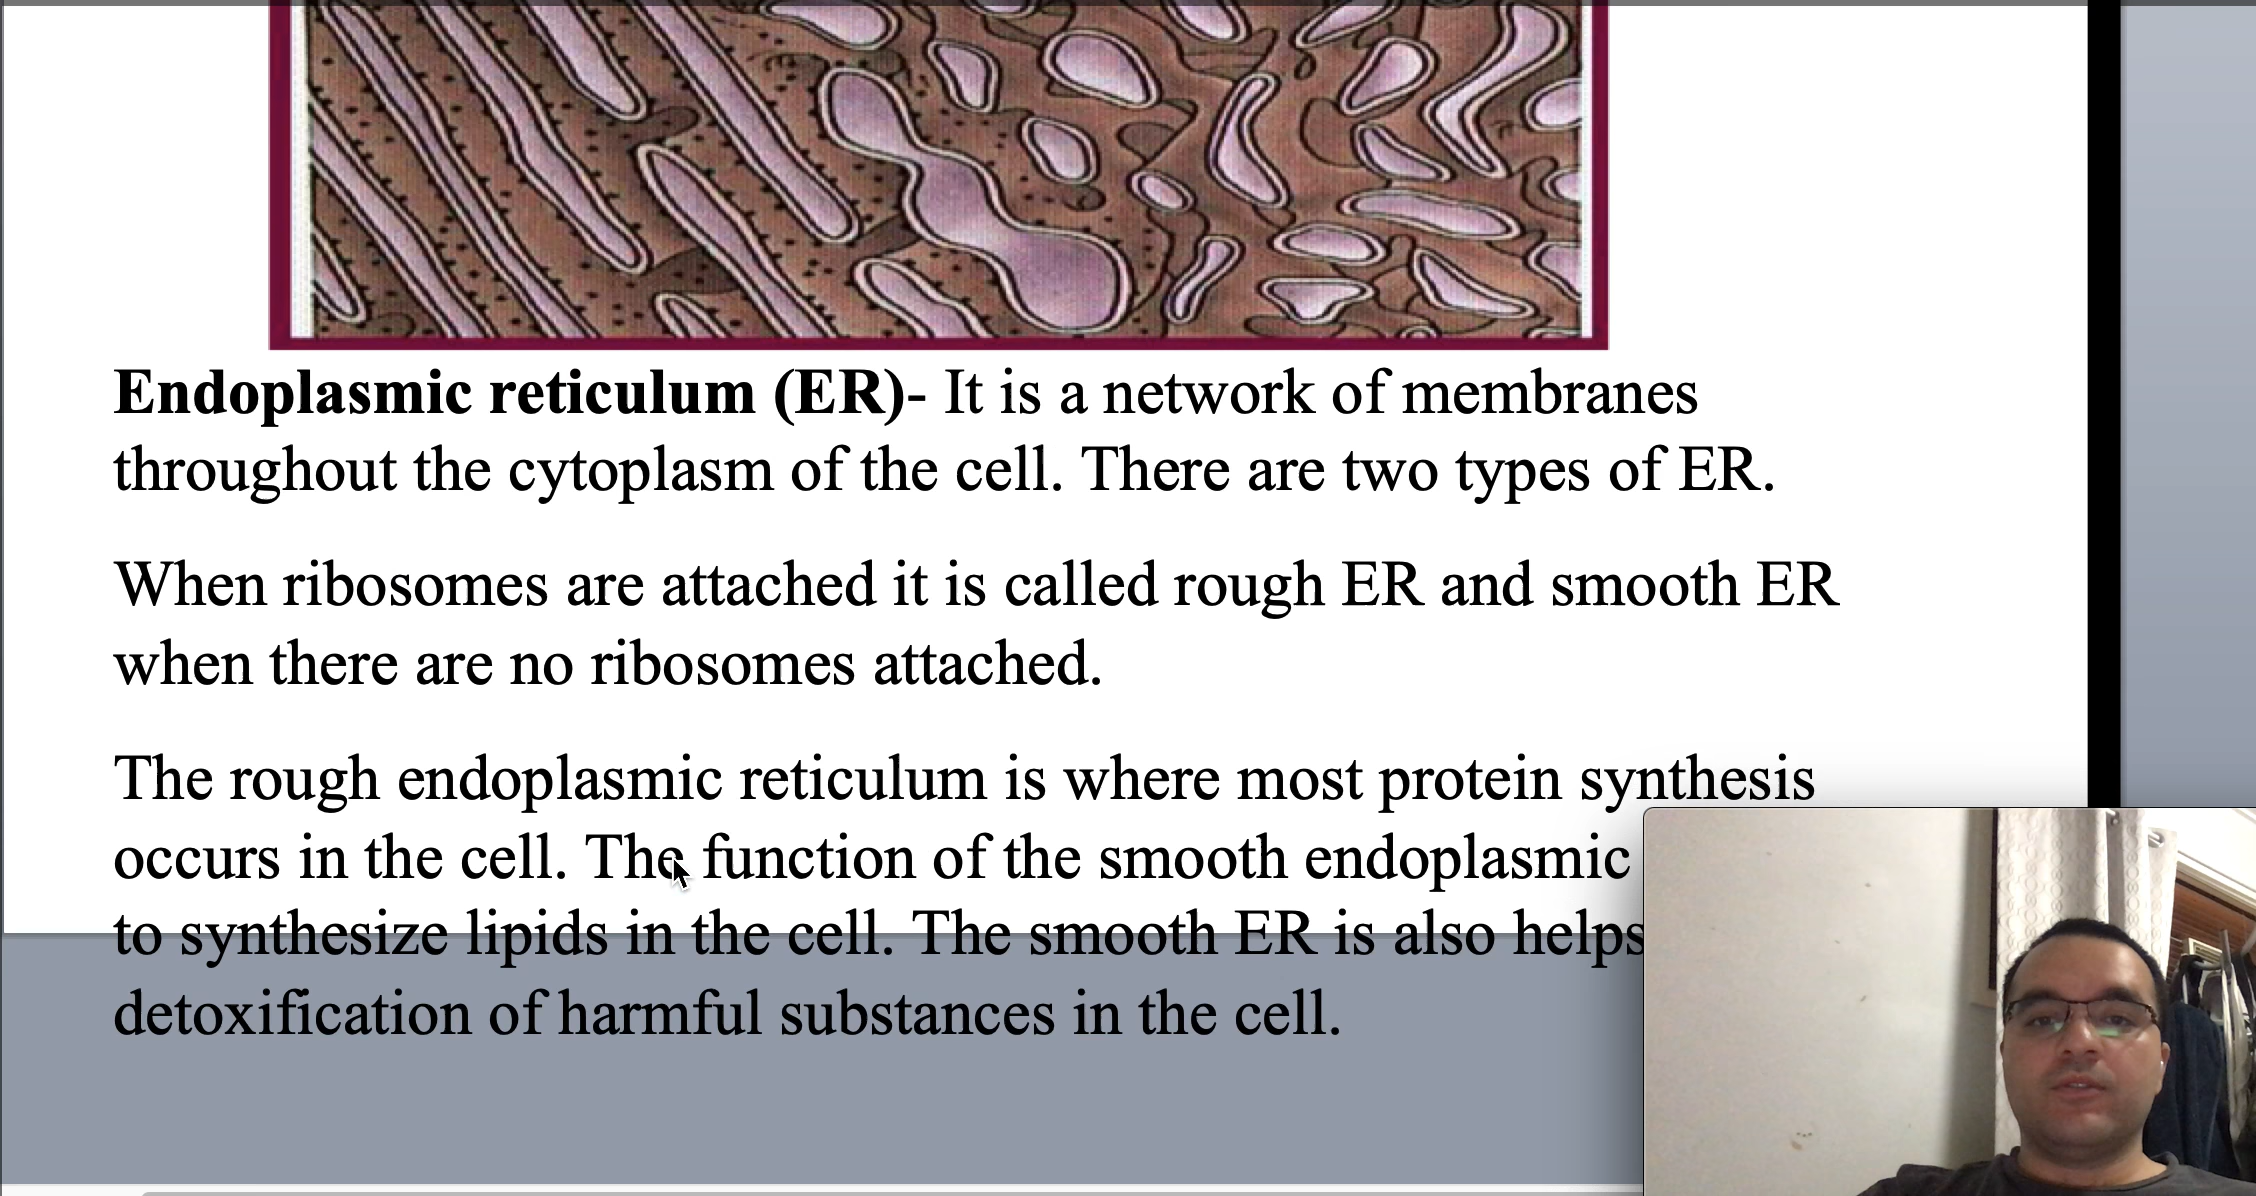 Endoplasmic reticulum (ER)- It is a network of membranes
throughout the cytoplasm of the cell. There are two types of ER.
When ribosomes are attached it is called rough ER and smooth ER
when there are no ribosomes attached.
The rough endoplasmic reticulum is where most protein synthesis
occurs in the cell. The function of the smooth endoplasmic
to synthesize lipids in the cell. The smooth ER is also helps
detoxification of harmful substances in the cell.